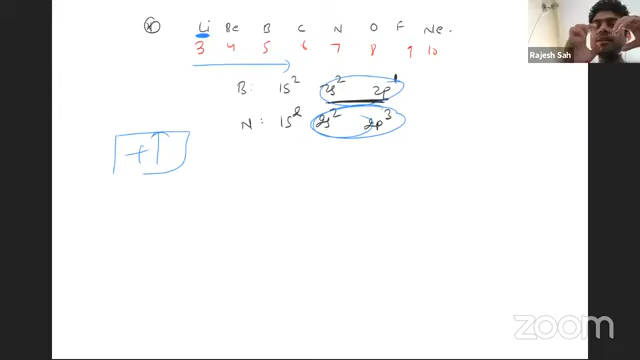 Li Be B C N O F Ne.
3 4 5 6 7 8 9 10
B: 1s² 2s² 2p¹
N: 1s² 2s² 2p³
+↑
Rajesh Sah
zoom